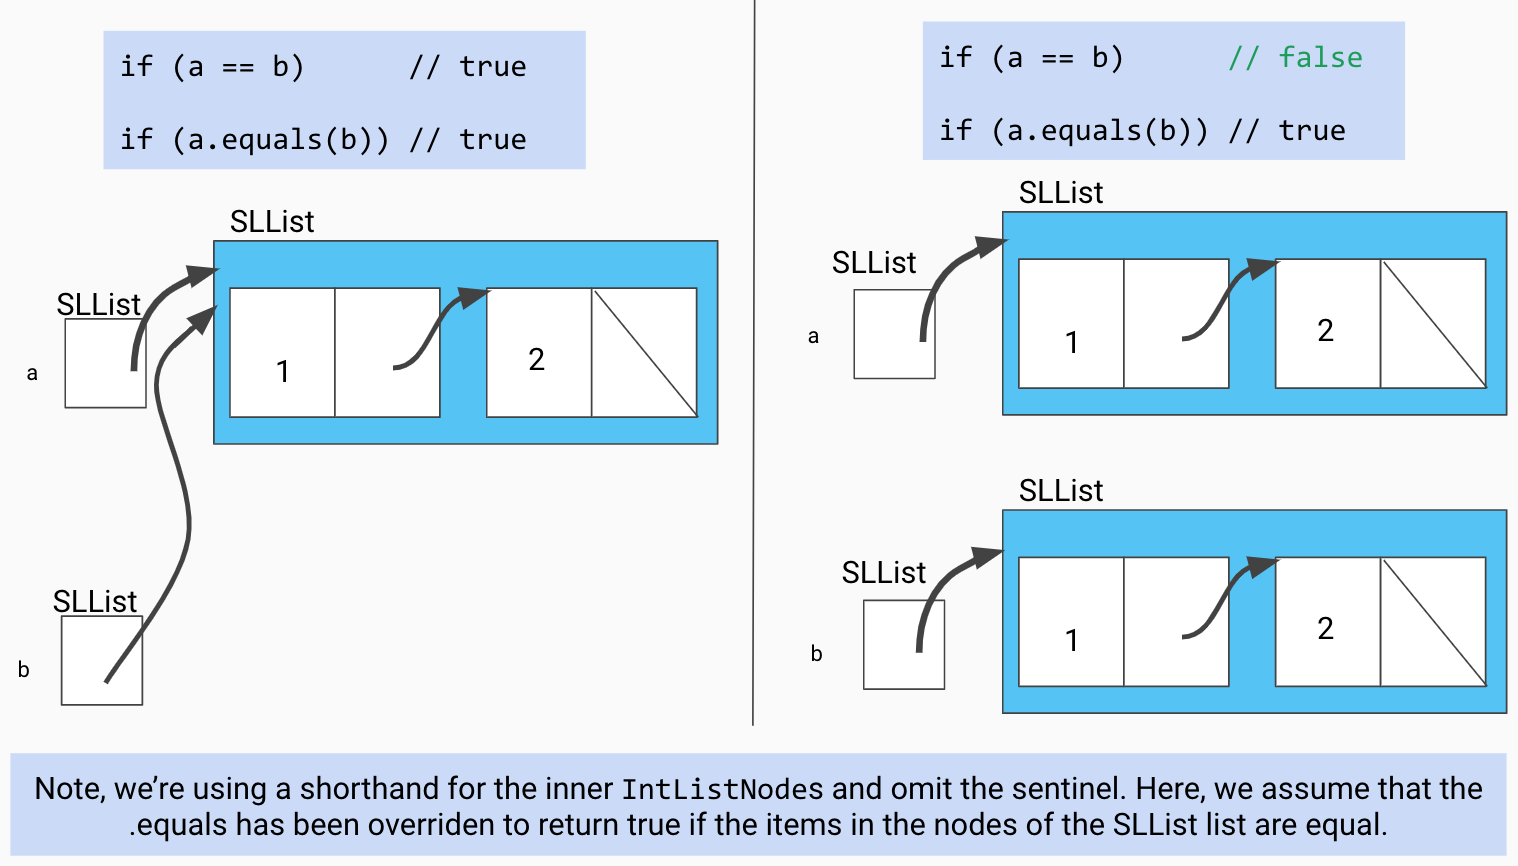 if (a == b)      // true
if (a.equals(b)) // true
SLList
SLList
a
1
2
SLList
b
if (a == b)      // false
if (a.equals(b)) // true
SLList
SLList
a
1
2
SLList
SLList
b
1
2
Note, we’re using a shorthand for the inner IntListNodes and omit the sentinel. Here, we assume that the
.equals has been overriden to return true if the items in the nodes of the SLList list are equal.